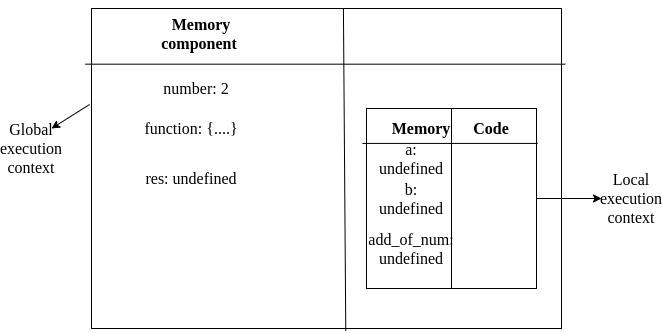 Memory
component
number: 2
function: {....}
res: undefined
Global
execution
context
Memory
Code
a:
undefined
b:
undefined
add_of_num:
undefined
Local
execution
context